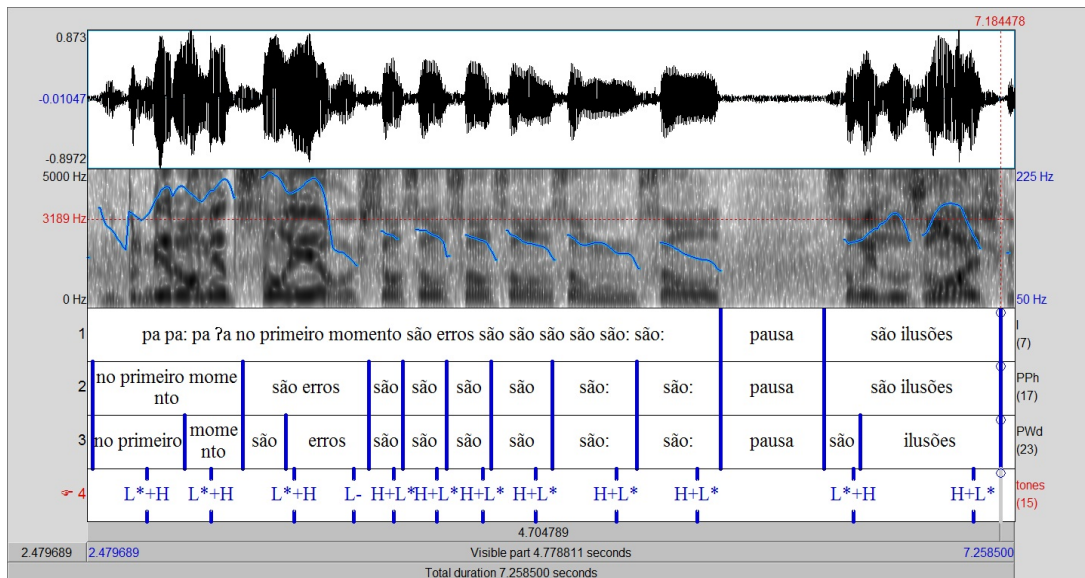 7.184478
0.873
-0.01047
-0.8972
5000 Hz
225 Hz
3189 Hz
0 Hz
50 Hz
1 pa pa: pa ʔa no primeiro momento são erros são são são são são: são: pausa são ilusões I (7)
2 no primeiro mome nto são erros são são são são são: são: pausa são ilusões PPh (17)
3 no primeiro mome nto são erros são são são são são: são: pausa são ilusões PWd (23)
4 L*+H L*+H L*+H L- H+L* H+L* H+L* H+L* H+L* H+L* L*+H H+L* tones (15)
4.704789
2.479689 2.479689 Visible part 4.778811 seconds 7.258500
Total duration 7.258500 seconds